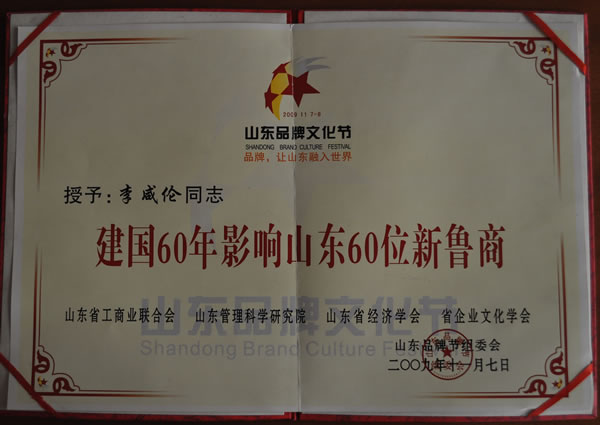 2009 11 7-8
山东品牌文化节
SHANDONG BRAND CULTURE FESTIVAL
品牌，让山东融入世界
授予：李威伦同志
建国60年影响山东60位新鲁商
山东品牌文化节
Shandong Brand Culture Festival
山东省工商业联合会 山东管理科学研究院 山东省经济学会 省企业文化学会
山东品牌节组委会
二〇〇九年十一月七日